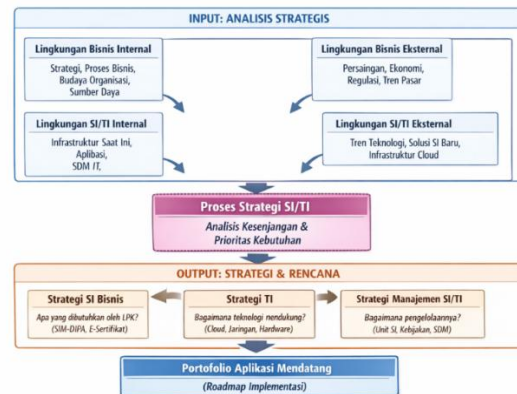 INPUT: ANALISIS STRATEGIS
Lingkungan Bisnis Internal
Strategi, Proses Bisnis,
Budaya Organisasi,
Sumber Daya
Lingkungan Bisnis Eksternal
Persaingan, Ekonomi,
Regulasi, Tren Pasar
Lingkungan SI/TI Internal
Infrastruktur Saat Ini,
Aplibasi,
SDM IT,
Lingkungan SI/TI Eksternal
Tren Teknologi, Solusi SI Baru,
Infrastruktur Cloud
Proses Strategi SI/TI
Analisis Kesenjangan &
Prioritas Kebutuhan
OUTPUT: STRATEGI & RENCANA
Strategi SI Bisnis
Apa yang dibutuhkan oleh LPK?
(SIM-DIPA, E-Sertifikat)
Strategi TI
Bagaimana teknologi nendukung?
(Cloud, Jaringan, Hardware)
Strategi Manajemen SI/TI
Bagaimana pengelolaannya?
(Unit SI, Kebijakan, SDM)
Portofolio Aplikasi Mendatang
(Roadmap Implementasi)